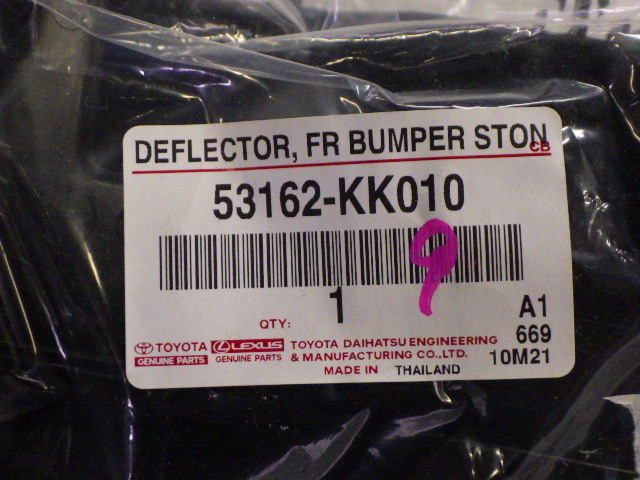 DEFLECTOR, FR BUMPER STON
CB
53162-KK010
9
QTY: 1
A1
669
10M21
TOYOTA
GENUINE PARTS
LEXUS
GENUINE PARTS
TOYOTA DAIHATSU ENGINEERING
& MANUFACTURING CO., LTD.
MADE IN THAILAND